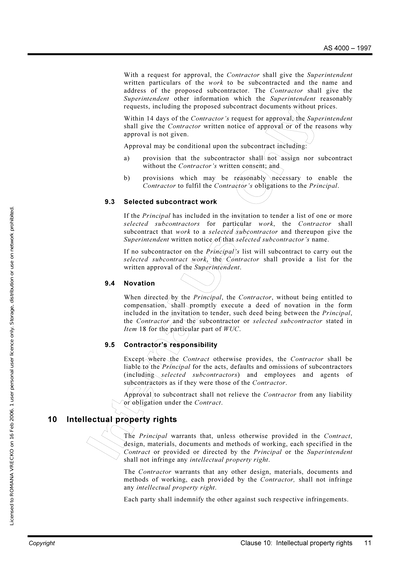 AS 4000 – 1997
With a request for approval, the Contractor shall give the Superintendent
written particulars of the work to be subcontracted and the name and
address of the proposed subcontractor. The Contractor shall give the
Superintendent other information which the Superintendent reasonably
requests, including the proposed subcontract documents without prices.
Within 14 days of the Contractor's request for approval, the Superintendent
shall give the Contractor written notice of approval or of the reasons why
approval is not given.
Approval may be conditional upon the subcontract including:
a) provision that the subcontractor shall not assign nor subcontract
without the Contractor's written consent; and
b) provisions which may be reasonably necessary to enable the
Contractor to fulfil the Contractor's obligations to the Principal.
9.3 Selected subcontract work
If the Principal has included in the invitation to tender a list of one or more
selected subcontractors for particular work, the Contractor shall
subcontract that work to a selected subcontractor and thereupon give the
Superintendent written notice of that selected subcontractor's name.
If no subcontractor on the Principal's list will subcontract to carry out the
selected subcontract work, the Contractor shall provide a list for the
written approval of the Superintendent.
9.4 Novation
When directed by the Principal, the Contractor, without being entitled to
compensation, shall promptly execute a deed of novation in the form
included in the invitation to tender, such deed being between the Principal,
the Contractor and the subcontractor or selected subcontractor stated in
Item 18 for the particular part of WUC.
9.5 Contractor's responsibility
Except where the Contract otherwise provides, the Contractor shall be
liable to the Principal for the acts, defaults and omissions of subcontractors
(including selected subcontractors) and employees and agents of
subcontractors as if they were those of the Contractor.
Approval to subcontract shall not relieve the Contractor from any liability
or obligation under the Contract.
10 Intellectual property rights
The Principal warrants that, unless otherwise provided in the Contract,
design, materials, documents and methods of working, each specified in the
Contract or provided or directed by the Principal or the Superintendent
shall not infringe any intellectual property right.
The Contractor warrants that any other design, materials, documents and
methods of working, each provided by the Contractor, shall not infringe
any intellectual property right.
Each party shall indemnify the other against such respective infringements.
Copyright
Clause 10: Intellectual property rights 11
Licensed to ROMANA VRECKO on 16 Feb 2006. 1 user personal user licence only. Storage, distribution or use on network prohibited.